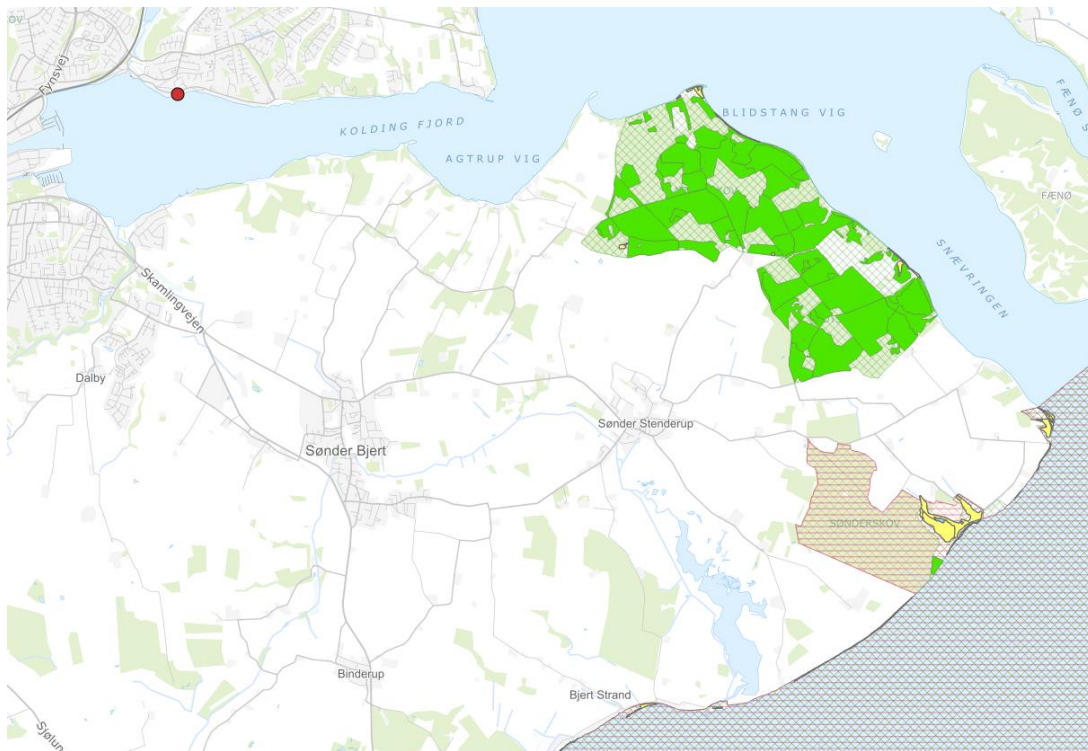 Fynsvej
KOLDING FJORD
AGTRUP VIG
BLIDSTANG VIG
FÆNØ S
FÆNØ
SNÆVRINGEN
Skamlingvejen
Dalby
Sønder Bjert
Sønder Stenderup
SØNDERSKOV
Binderup
Bjert Strand